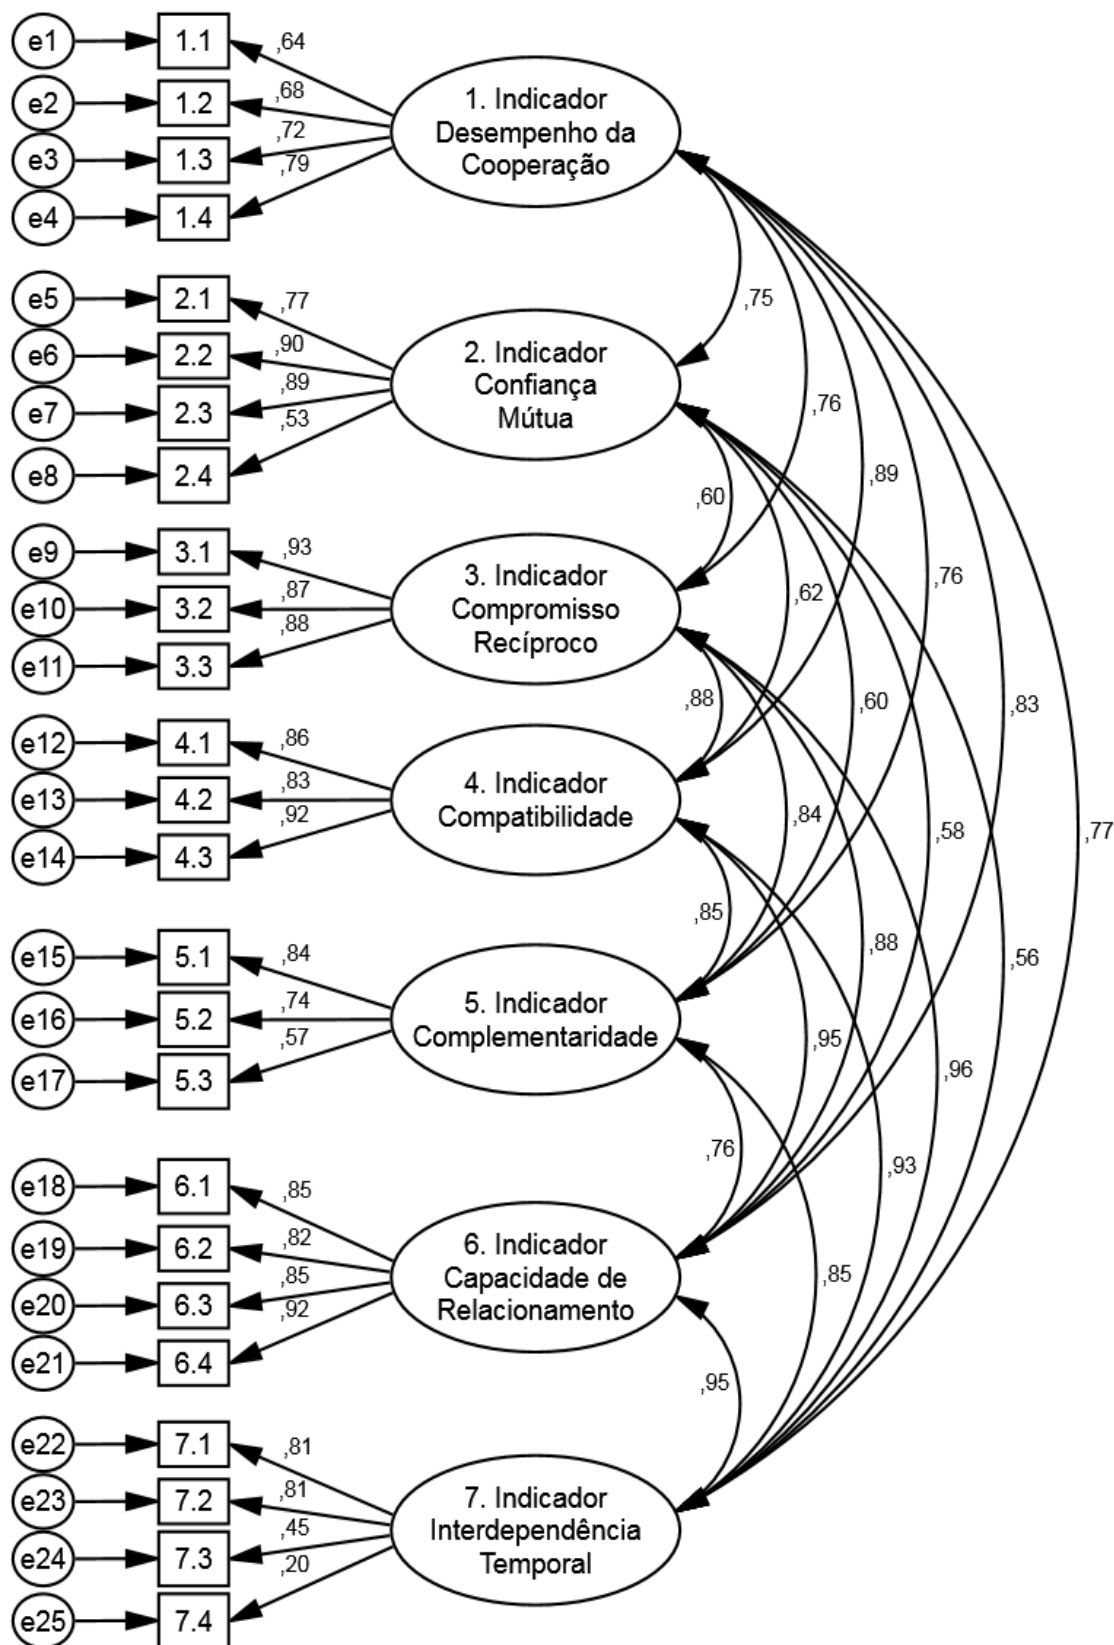 e1
1.1
,64
e2
1.2
,68
e3
1.3
,72
e4
1.4
,79
1. Indicador
Desempenho da
Cooperação
e5
2.1
,77
e6
2.2
,90
e7
2.3
,89
e8
2.4
,53
2. Indicador
Confiança
Mútua
e9
3.1
,93
e10
3.2
,87
e11
3.3
,88
3. Indicador
Compromisso
Recíproco
e12
4.1
,86
e13
4.2
,83
e14
4.3
,92
4. Indicador
Compatibilidade
e15
5.1
,84
e16
5.2
,74
e17
5.3
,57
5. Indicador
Complementaridade
e18
6.1
,85
e19
6.2
,82
e20
6.3
,85
e21
6.4
,92
6. Indicador
Capacidade de
Relacionamento
e22
7.1
,81
e23
7.2
,81
e24
7.3
,45
e25
7.4
,20
7. Indicador
Interdependência
Temporal
,75
,76
,89
,60
,76
,62
,88
,60
,83
,84
,58
,77
,85
,88
,56
,95
,96
,76
,93
,85
,95